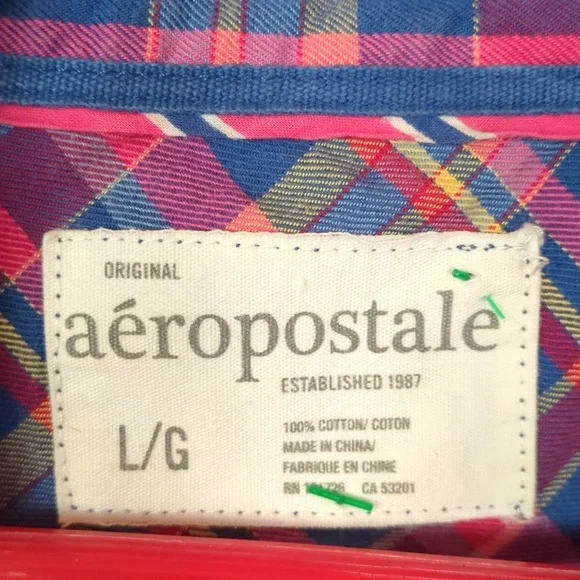 ORIGINAL
aéropostale
ESTABLISHED 1987
L/G
100% COTTON/ COTON
MADE IN CHINA/
FABRIQUE EN CHINE
RN CA 53201